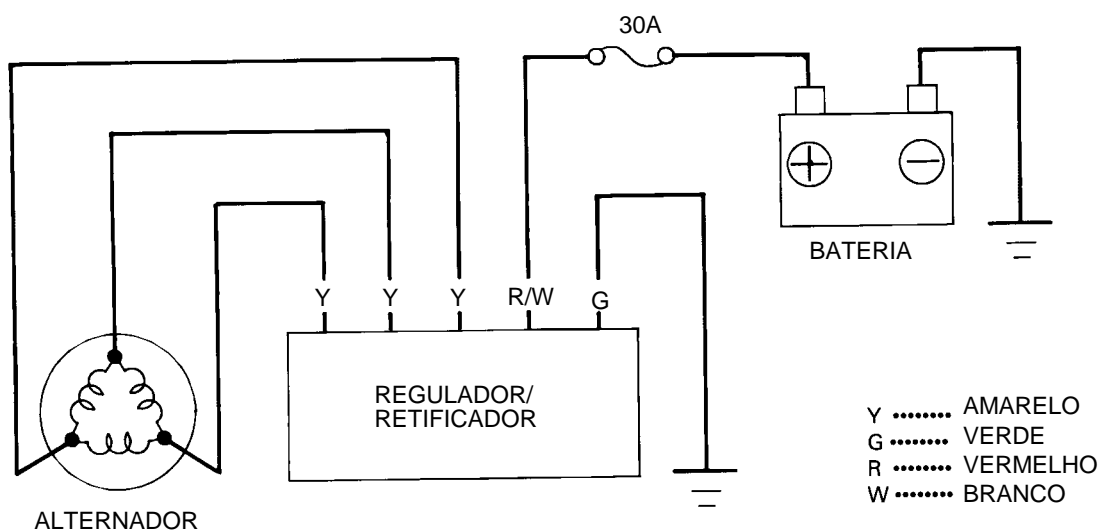 30A
BATERIA
Y Y Y R/W G
REGULADOR/
RETIFICADOR
ALTERNADOR
Y ........ AMARELO
G ........ VERDE
R ........ VERMELHO
W ........ BRANCO